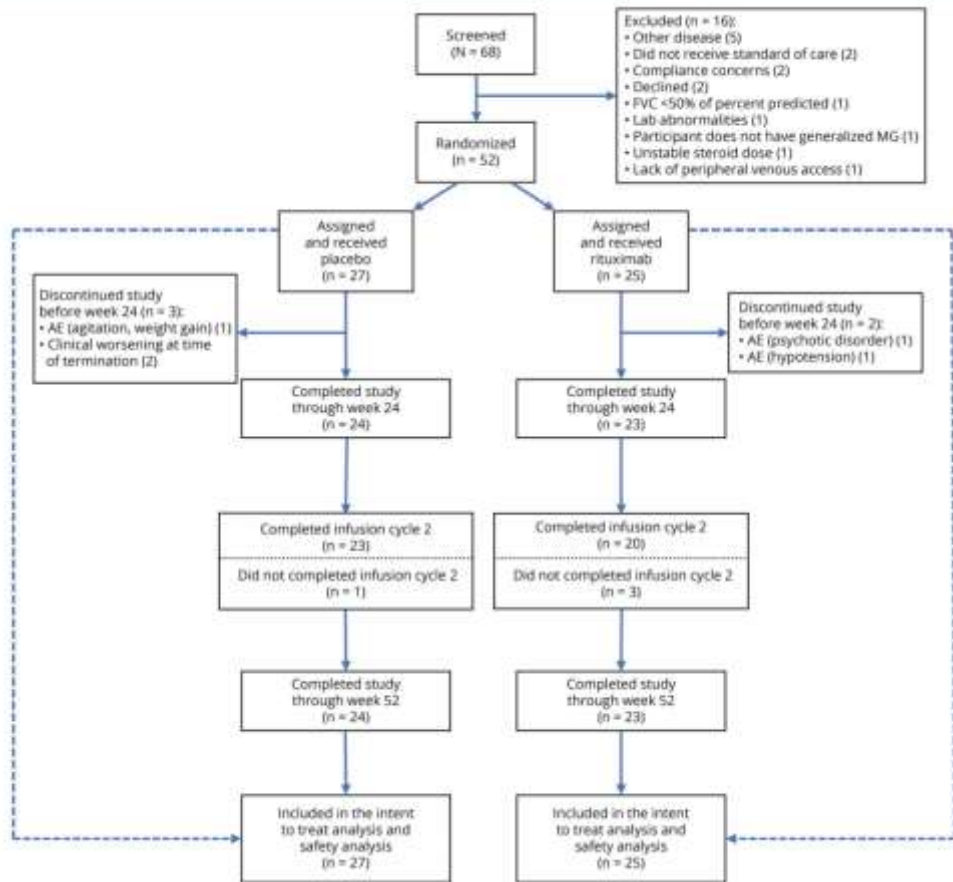 Screened
(N = 68)
Excluded (n = 16):
• Other disease (5)
• Did not receive standard of care (2)
• Compliance concerns (2)
• Declined (2)
• FVC <50% of percent predicted (1)
• Lab abnormalities (1)
• Participant does not have generalized MG (1)
• Unstable steroid dose (1)
• Lack of peripheral venous access (1)
Randomized
(n = 52)
Assigned
and received
placebo
(n = 27)
Assigned
and received
rituximab
(n = 25)
Discontinued study
before week 24 (n = 3):
• AE (agitation, weight gain) (1)
• Clinical worsening at time
of termination (2)
Discontinued study
before week 24 (n = 2):
• AE (psychotic disorder) (1)
• AE (hypotension) (1)
Completed study
through week 24
(n = 24)
Completed study
through week 24
(n = 23)
Completed infusion cycle 2
(n = 23)
Did not completed infusion cycle 2
(n = 1)
Completed infusion cycle 2
(n = 20)
Did not completed infusion cycle 2
(n = 3)
Completed study
through week 52
(n = 24)
Completed study
through week 52
(n = 23)
Included in the intent
to treat analysis and
safety analysis
(n = 27)
Included in the intent
to treat analysis and
safety analysis
(n = 25)